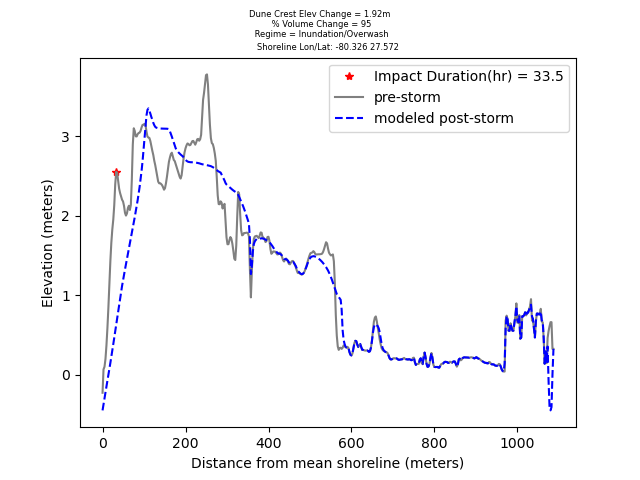 Dune Crest Elev Change = 1.92m
% Volume Change = 95
Regime = Inundation/Overwash
Shoreline Lon/Lat: -80.326 27.572
Impact Duration(hr) = 33.5
pre-storm
modeled post-storm
Elevation (meters)
3
2
1
0
0 200 400 600 800 1000
Distance from mean shoreline (meters)